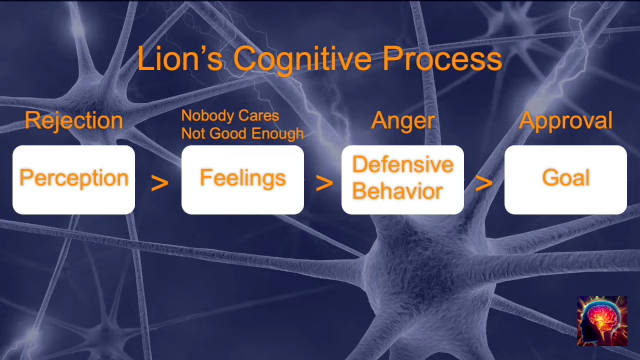 Lion's Cognitive Process
Rejection
Nobody Cares
Not Good Enough
Anger
Approval
Perception
>
Feelings
>
Defensive
Behavior
>
Goal